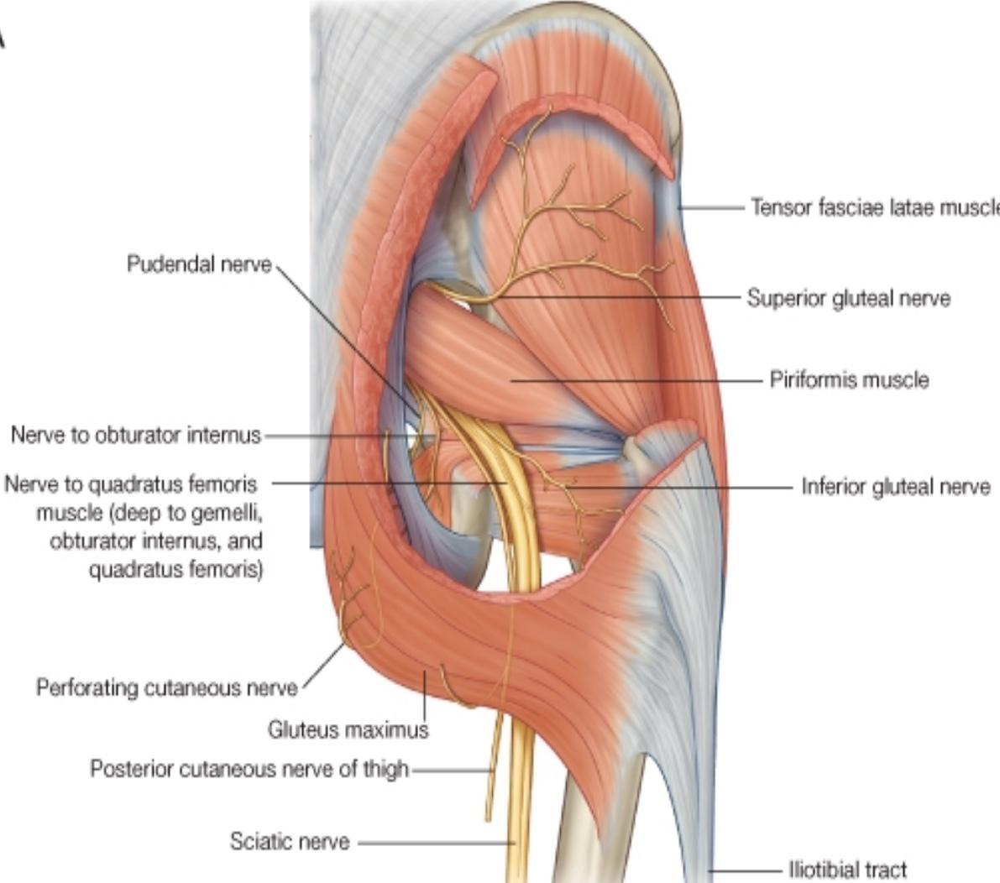 Tensor fasciae latae muscle
Pudendal nerve
Superior gluteal nerve
Piriformis muscle
Nerve to obturator internus
Nerve to quadratus femoris
muscle (deep to gemelli,
obturator internus, and
quadratus femoris)
Inferior gluteal nerve
Perforating cutaneous nerve
Gluteus maximus
Posterior cutaneous nerve of thigh
Sciatic nerve
Iliotibial tract